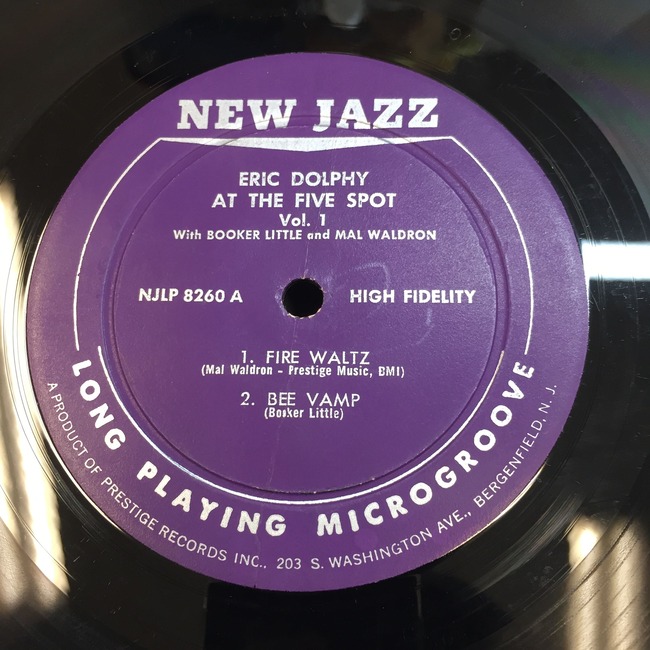 NEW JAZZ
ERIC DOLPHY
AT THE FIVE SPOT
Vol. 1
With BOOKER LITTLE and MAL WALDRON
NJLP 8260 A
HIGH FIDELITY
1. FIRE WALTZ
(Mal Waldron - Prestige Music, BMI)
2. BEE VAMP
(Booker Little)
LONG PLAYING MICROGROOVE
A PRODUCT OF PRESTIGE RECORDS INC., 203 S. WASHINGTON AVE., BERGENFIELD, N. J.